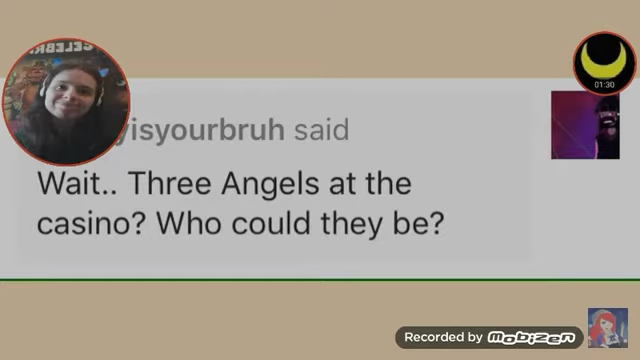 yisyourbruh said
Wait.. Three Angels at the
casino? Who could they be?
01:30
Recorded by Mobizen